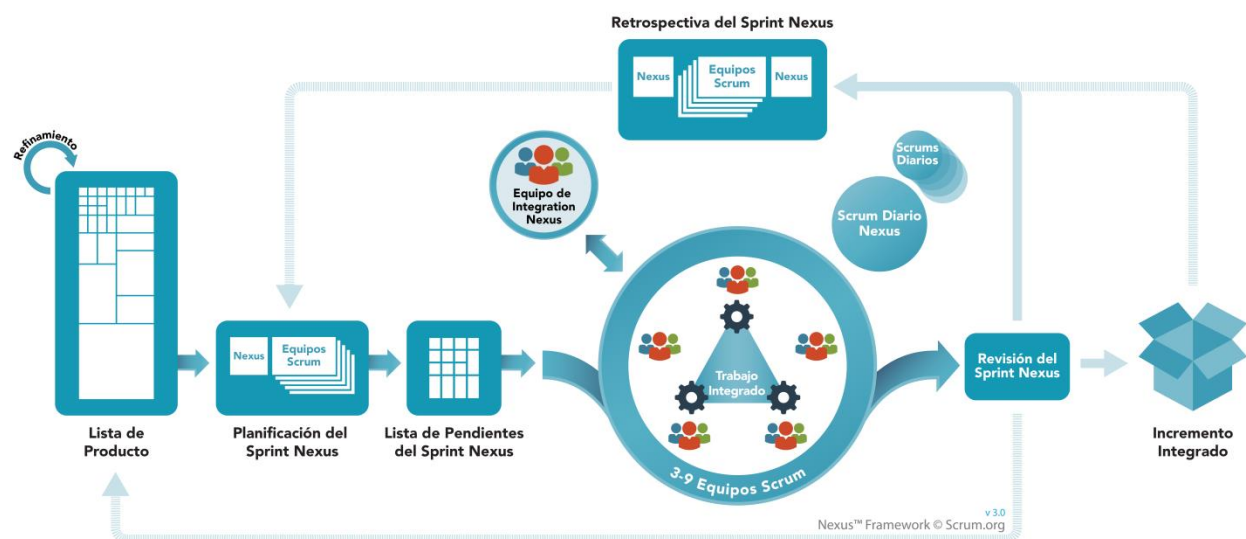 Retrospectiva del Sprint Nexus
Nexus
Equipos
Scrum
Nexus
Refinamiento
Scrums
Diarios
Equipo de
Integration
Nexus
Scrum Diario
Nexus
Nexus
Equipos
Scrum
Trabajo
Integrado
Revisión del
Sprint Nexus
Lista de
Producto
Planificación del
Sprint Nexus
Lista de Pendientes
del Sprint Nexus
3-9 Equipos Scrum
Incremento
Integrado
v 3.0
Nexus™ Framework © Scrum.org